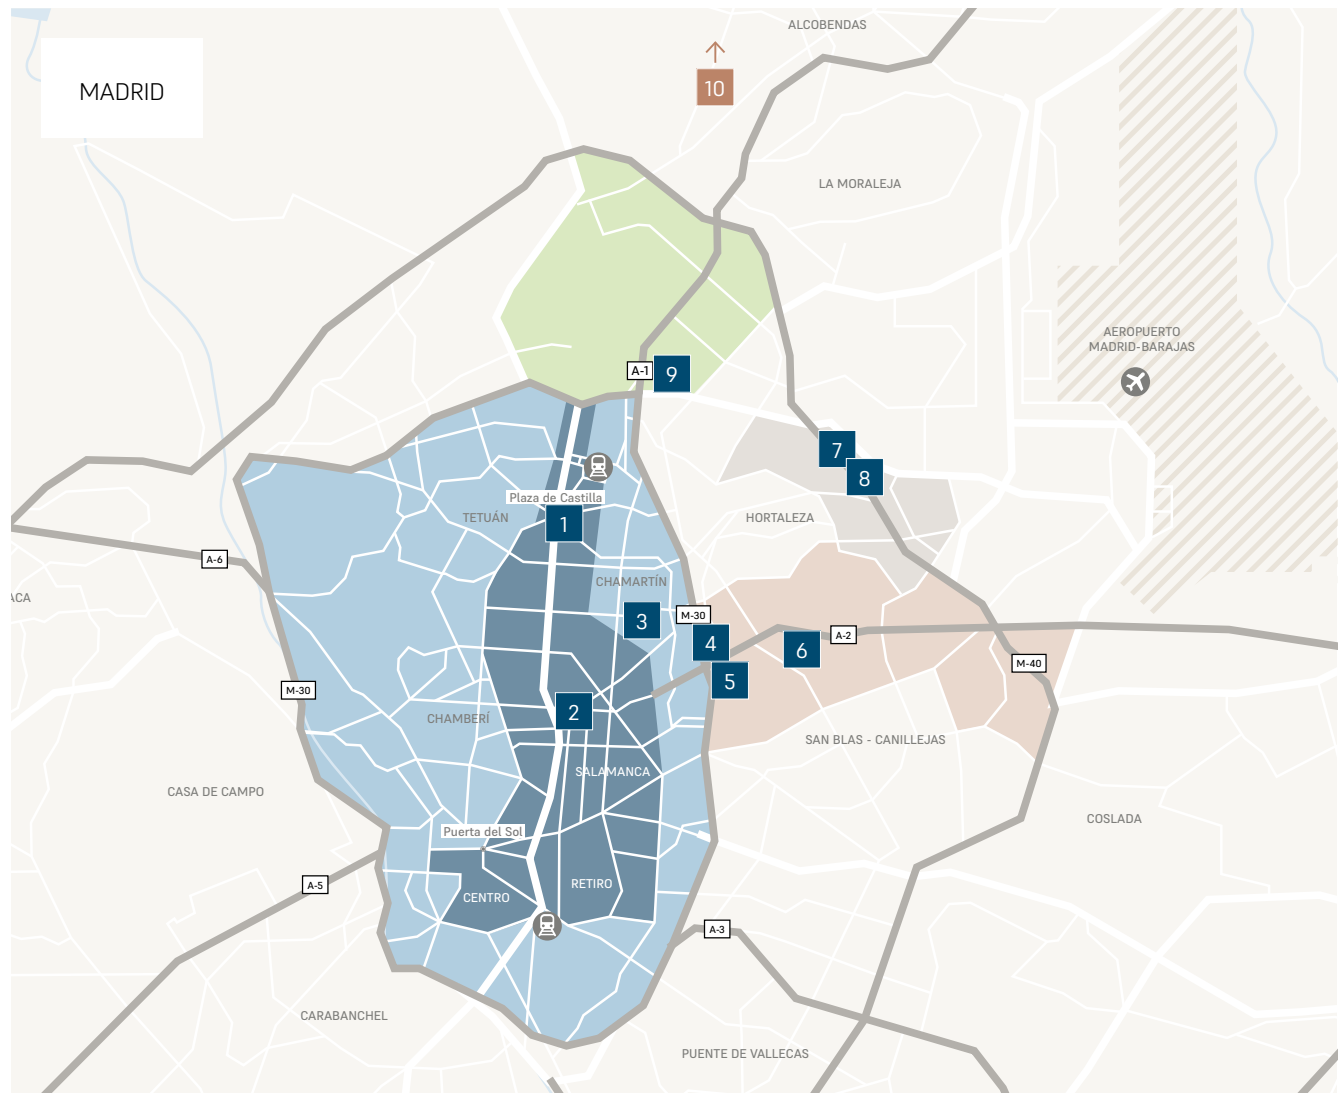 ALCOBENDAS
MADRID
10
LA MORALEJA
AEROPUERTO
MADRID-BARAJAS
A-1
9
7
8
Plaza de Castilla
TETUÁN
1
HORTALEZA
A-6
CHAMARTÍN
ACA
M-30
3
4
A-2
6
M-40
5
M-30
2
CHAMBERÍ
SAN BLAS - CANILLEJAS
SALAMANCA
CASA DE CAMPO
COSLADA
Puerta del Sol
A-5
RETIRO
CENTRO
A-3
CARABANCHEL
PUENTE DE VALLECAS